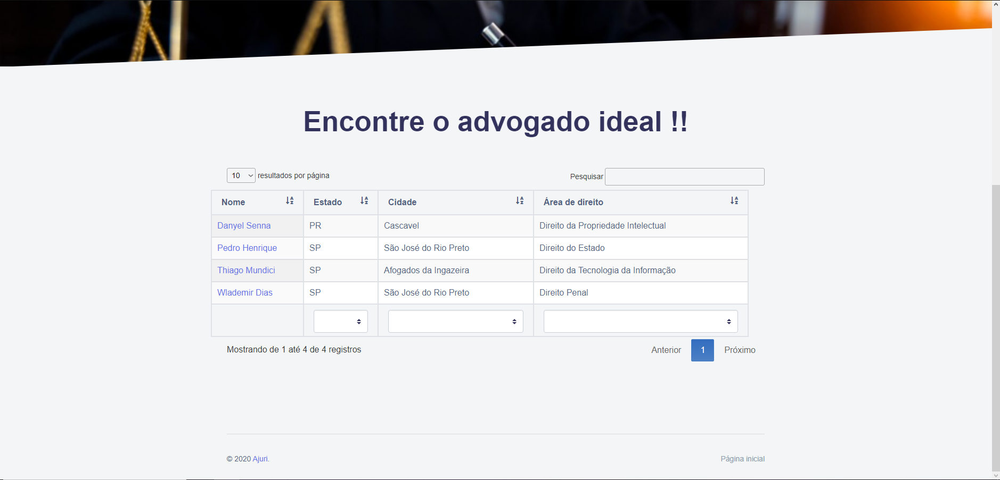 Encontre o advogado ideal !!
10 resultados por página Pesquisar
Nome Estado Cidade Área de direito
Danyel Senna PR Cascavel Direito da Propriedade Intelectual
Pedro Henrique SP São José do Rio Preto Direito do Estado
Thiago Mundici SP Afogados da Ingazeira Direito da Tecnologia da Informação
Wlademir Dias SP São José do Rio Preto Direito Penal
Mostrando de 1 até 4 de 4 registros Anterior 1 Próximo
© 2020 Ajuri. Página inicial